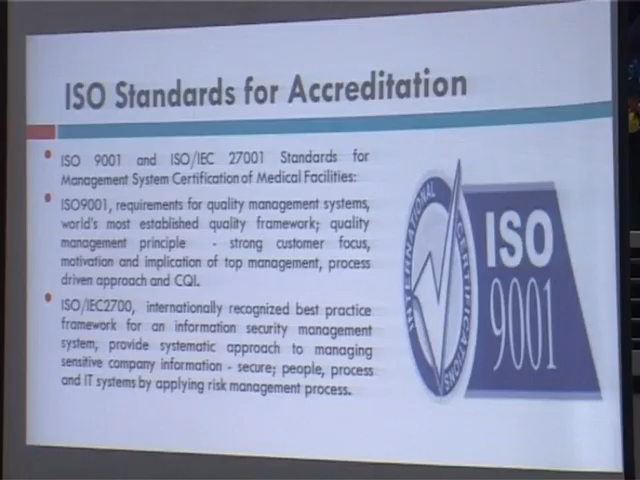 ISO Standards for Accreditation
• ISO 9001 and ISO/IEC 27001 Standards for
Management System Certification of Medical Facilities:
• ISO9001, requirements for quality management systems,
world's most established quality framework; quality
management principle - strong customer focus,
motivation and implication of top management, process
driven approach and CQI.
• ISO/IEC2700, internationally recognized best practice
framework for an information security management
system, provide systematic approach to managing
sensitive company information - secure; people, process
and IT systems by applying risk management process.
INTERNATIONAL
CERTIFICATIONS
ISO
9001